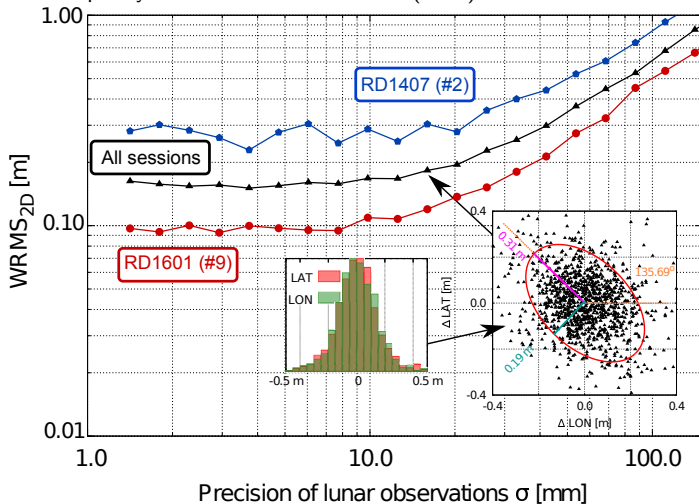 1.00
RD1407 (#2)
All sessions
WRMS2D [m]
0.10
RD1601 (#9)
LAT
LON
-0.5 m
0
0.5 m
0.4
0.31 m
135.69°
Δ LAT [m]
0.0
0.19 m
-0.4
-0.4
0.0
0.4
Δ LON [m]
0.01
1.0
10.0
100.0
Precision of lunar observations σ [mm]